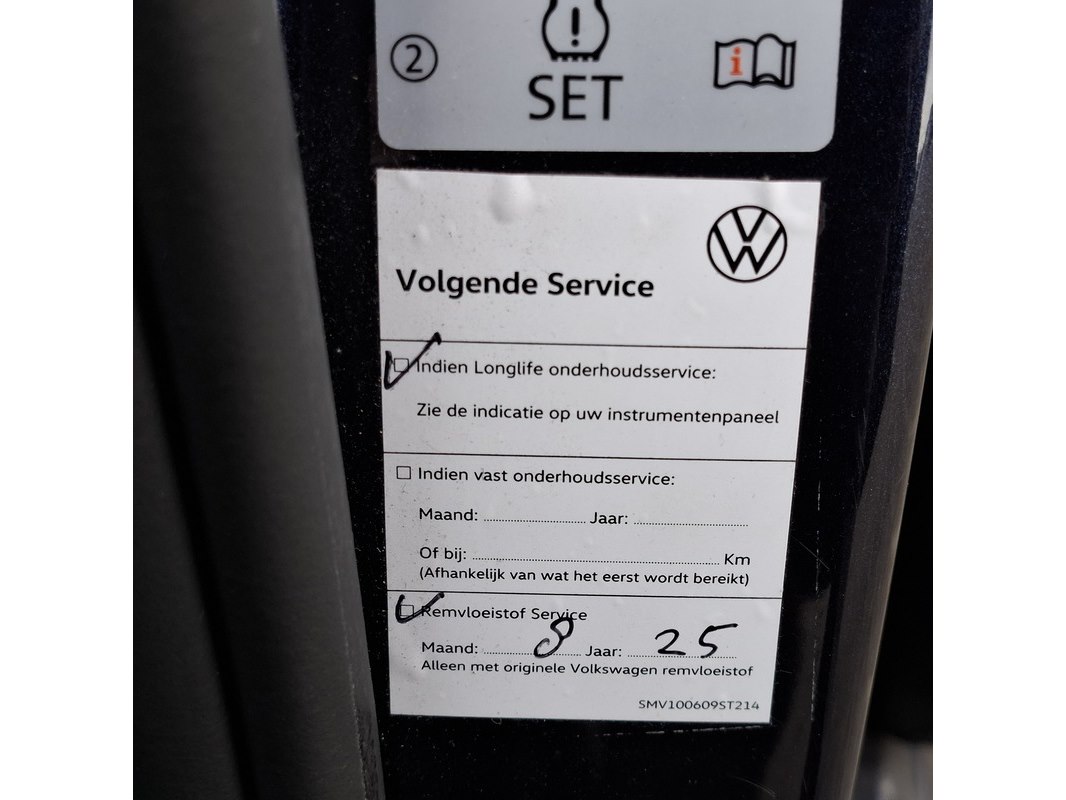 2
SET
i
Volgende Service
Indien Longlife onderhoudsservice:
Zie de indicatie op uw instrumentenpaneel
Indien vast onderhoudsservice:
Maand: .................... Jaar: ....................
Of bij: .................................................. Km
(Afhankelijk van wat het eerst wordt bereikt)
Remvloeistof Service
Maand: 8 Jaar: 25
Alleen met originele Volkswagen remvloeistof
SMV100609ST214